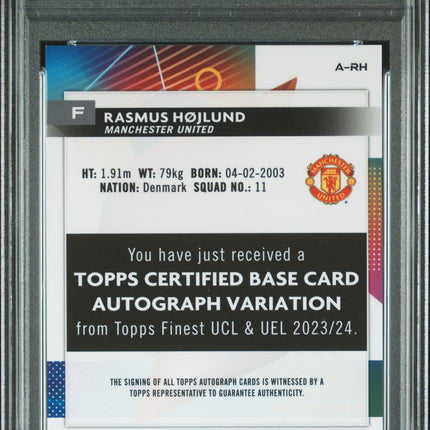 A-RH
F RASMUS HØJLUND
MANCHESTER UNITED
HT: 1.91m WT: 79kg BORN: 04-02-2003
NATION: Denmark SQUAD NO.: 11
MANCHESTER
UNITED
You have just received a
TOPPS CERTIFIED BASE CARD
AUTOGRAPH VARIATION
from Topps Finest UCL & UEL 2023/24.
THE SIGNING OF ALL TOPPS AUTOGRAPH CARDS IS WITNESSED BY A
TOPPS REPRESENTATIVE TO GUARANTEE AUTHENTICITY.